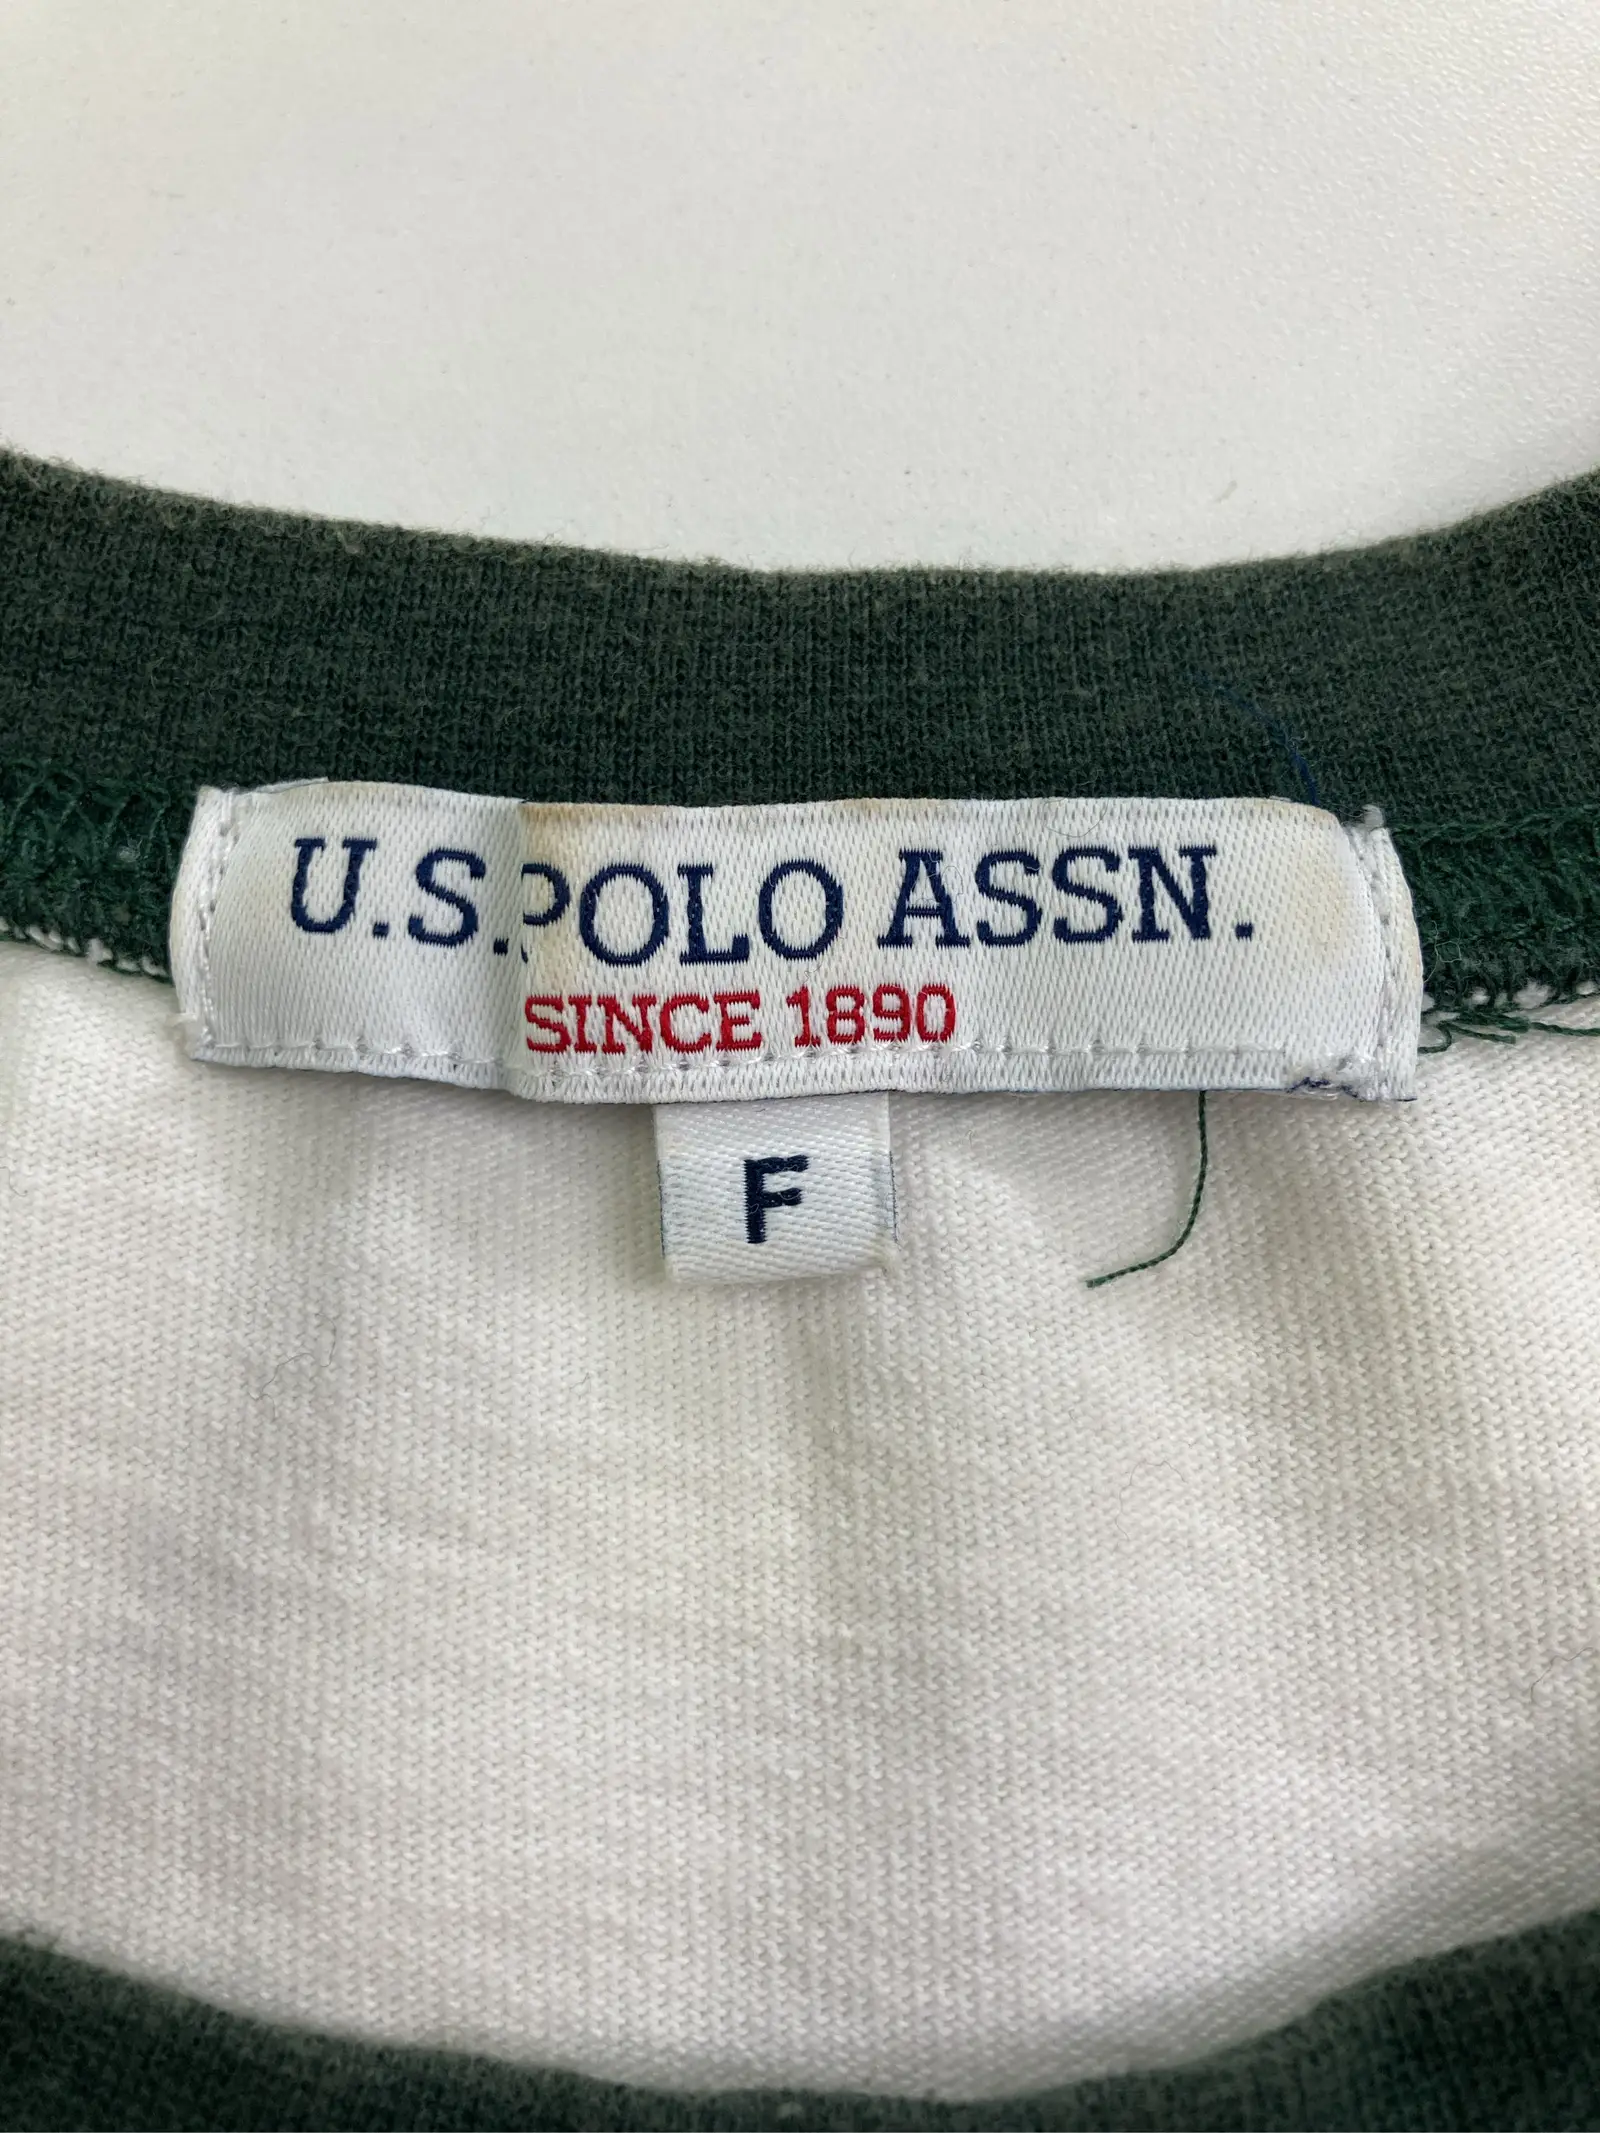 U.S. POLO ASSN.
SINCE 1890
F